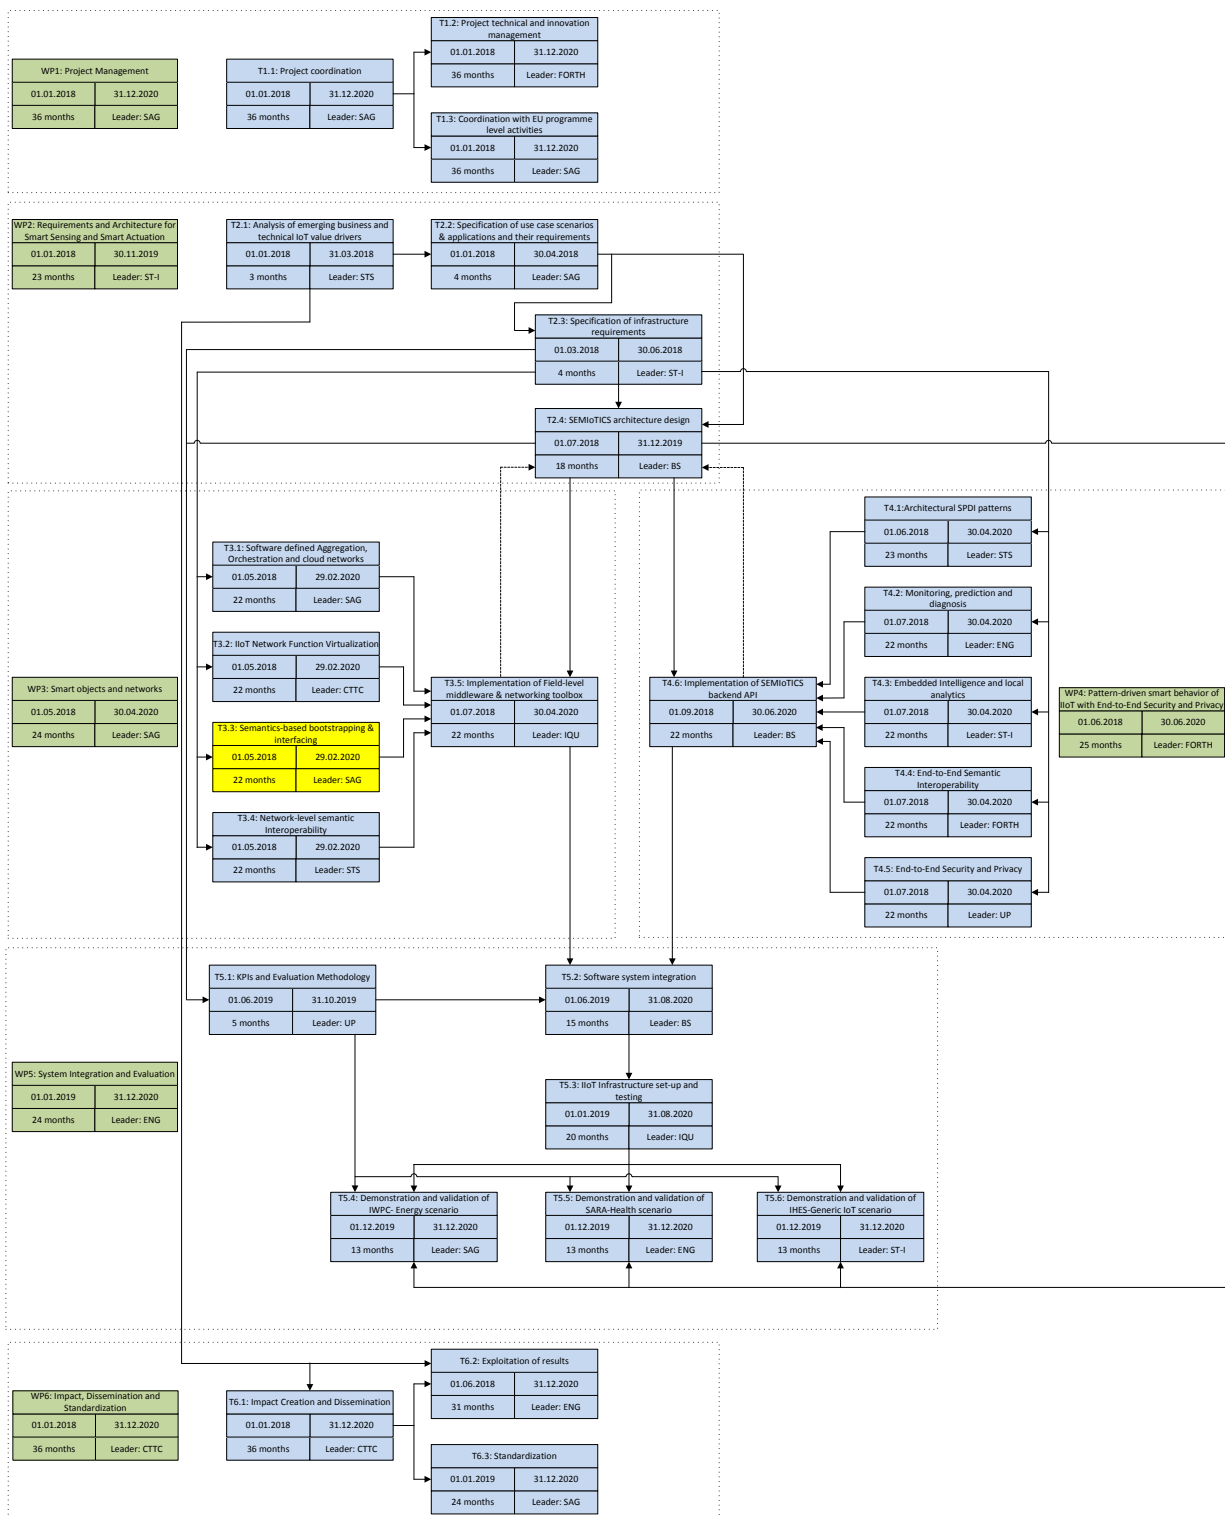 WP1: Project Management
01.01.2018 31.12.2020
36 months Leader: SAG
T1.1: Project coordination
01.01.2018 31.12.2020
36 months Leader: SAG
T1.2: Project technical and innovation
management
01.01.2018 31.12.2020
36 months Leader: FORTH
T1.3: Coordination with EU programme
level activities
01.01.2018 31.12.2020
36 months Leader: SAG
WP2: Requirements and Architecture for
Smart Sensing and Smart Actuation
01.01.2018 30.11.2019
23 months Leader: ST-I
T2.1: Analysis of emerging business and
technical IoT value drivers
01.01.2018 31.03.2018
3 months Leader: STS
T2.2: Specification of use case scenarios
& applications and their requirements
01.01.2018 30.04.2018
4 months Leader: SAG
T2.3: Specification of infrastructure
requirements
01.03.2018 30.06.2018
4 months Leader: ST-I
T2.4: SEMIoTICS architecture design
01.07.2018 31.12.2019
18 months Leader: BS
WP3: Smart objects and networks
01.05.2018 30.04.2020
24 months Leader: SAG
T3.1: Software defined Aggregation,
Orchestration and cloud networks
01.05.2018 29.02.2020
22 months Leader: SAG
T3.2: IIoT Network Function Virtualization
01.05.2018 29.02.2020
22 months Leader: CTTC
T3.3: Semantics-based bootstrapping &
interfacing
01.05.2018 29.02.2020
22 months Leader: SAG
T3.4: Network-level semantic
Interoperability
01.05.2018 29.02.2020
22 months Leader: STS
T3.5: Implementation of Field-level
middleware & networking toolbox
01.07.2018 30.04.2020
22 months Leader: IQU
T4.6: Implementation of SEMIoTICS
backend API
01.09.2018 30.06.2020
22 months Leader: BS
T4.1:Architectural SPDI patterns
01.06.2018 30.04.2020
23 months Leader: STS
T4.2: Monitoring, prediction and
diagnosis
01.07.2018 30.04.2020
22 months Leader: ENG
T4.3: Embedded Intelligence and local
analytics
01.07.2018 30.04.2020
22 months Leader: ST-I
T4.4: End-to-End Semantic
Interoperability
01.07.2018 30.04.2020
22 months Leader: FORTH
T4.5: End-to-End Security and Privacy
01.07.2018 30.04.2020
22 months Leader: UP
WP4: Pattern-driven smart behavior of
IIoT with End-to-End Security and Privacy
01.06.2018 30.06.2020
25 months Leader: FORTH
WP5: System Integration and Evaluation
01.01.2019 31.12.2020
24 months Leader: ENG
T5.1: KPIs and Evaluation Methodology
01.06.2019 31.10.2019
5 months Leader: UP
T5.2: Software system integration
01.06.2019 31.08.2020
15 months Leader: BS
T5.3: IIoT Infrastructure set-up and
testing
01.01.2019 31.08.2020
20 months Leader: IQU
T5.4: Demonstration and validation of
IWPC- Energy scenario
01.12.2019 31.12.2020
13 months Leader: SAG
T5.5: Demonstration and validation of
SARA-Health scenario
01.12.2019 31.12.2020
13 months Leader: ENG
T5.6: Demonstration and validation of
IHES-Generic IoT scenario
01.12.2019 31.12.2020
13 months Leader: ST-I
WP6: Impact, Dissemination and
Standardization
01.01.2018 31.12.2020
36 months Leader: CTTC
T6.1: Impact Creation and Dissemination
01.01.2018 31.12.2020
36 months Leader: CTTC
T6.2: Exploitation of results
01.06.2018 31.12.2020
31 months Leader: ENG
T6.3: Standardization
01.01.2019 31.12.2020
24 months Leader: SAG